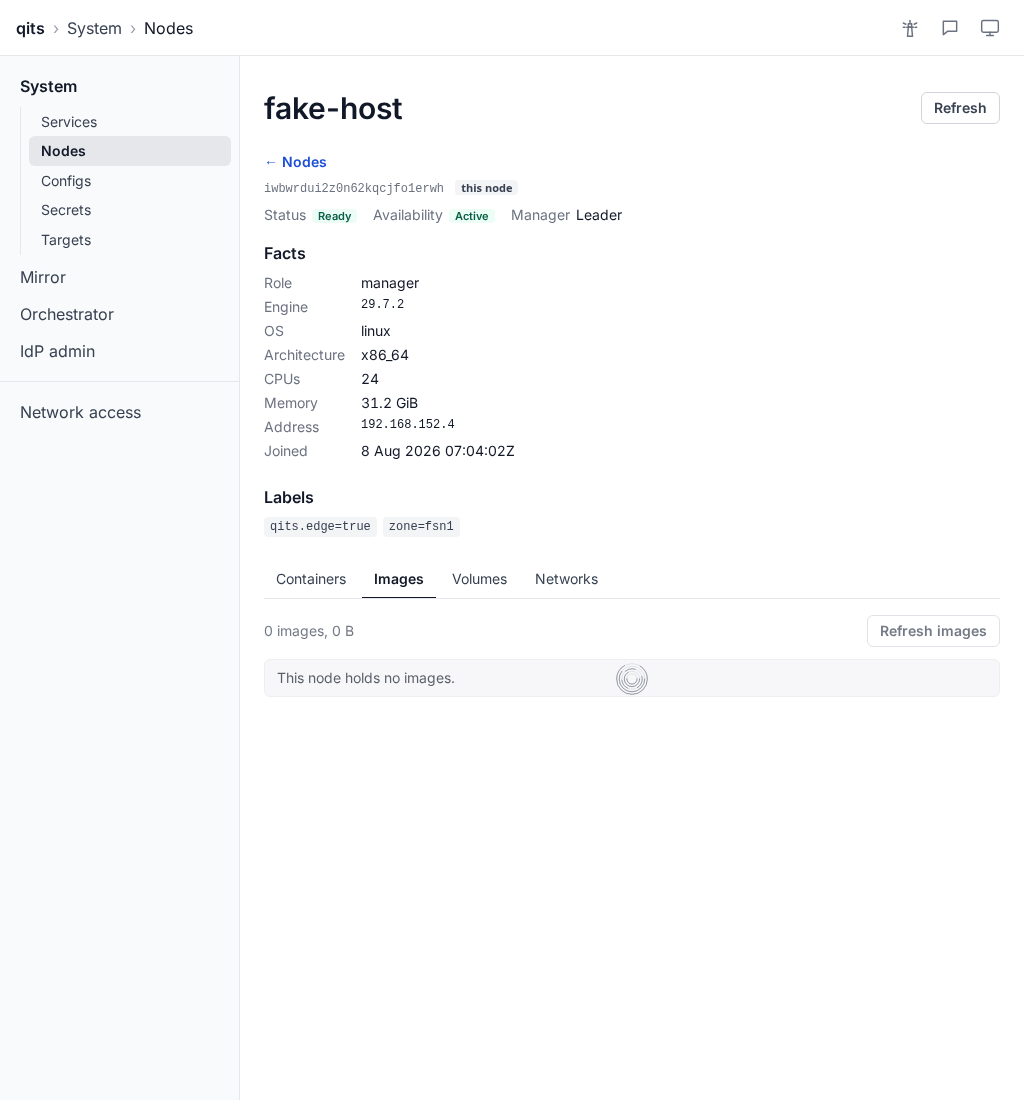 qits › System › Nodes
System
Services
Nodes
Configs
Secrets
Targets
Mirror
Orchestrator
IdP admin
Network access
fake-host
Refresh
← Nodes
iwbwrdui2z0n62kqcjfo1erwh this node
Status Ready Availability Active Manager Leader
Facts
Role manager
Engine 29.7.2
OS linux
Architecture x86_64
CPUs 24
Memory 31.2 GiB
Address 192.168.152.4
Joined 8 Aug 2026 07:04:02Z
Labels
qits.edge=true zone=fsn1
Containers Images Volumes Networks
0 images, 0 B
Refresh images
This node holds no images.